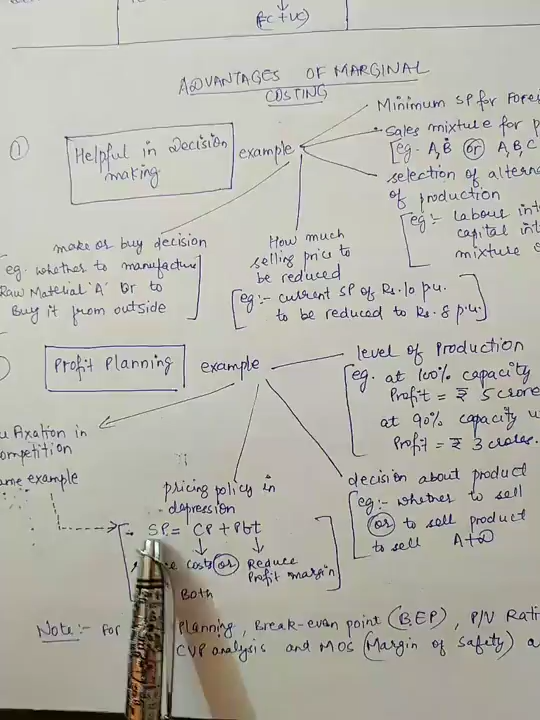 (FC + VC)
ADVANTAGES OF MARGINAL
COSTING
①
Helpful in Decision
making
example
Minimum SP for
Sales mixture for
[eg. A, B or A, B, C
selection of
of production
eg:- Labour
capital
mixture
make or buy decision
eg. whether to manufacture
Raw Material 'A' or to
Buy it from outside
How much
selling price to
be reduced
[eg:- current SP of Rs. 10 p.u.
to be reduced to Rs. 8 p.u.]
Profit Planning
example
level of Production
eg. at 100% capacity
Profit = ₹ 5 crore
at 90% capacity
Profit = ₹ 3 crores.
in
example
pricing policy in
depression
SP = CP + Pbt
costs or Reduce
Profit margin
Both
decision about product
eg:- whether to sell
or to sell product
to sell
Note:- For Planning, Break-even point (BEP), P/V
CVP analysis and MOS (Margin of Safety)